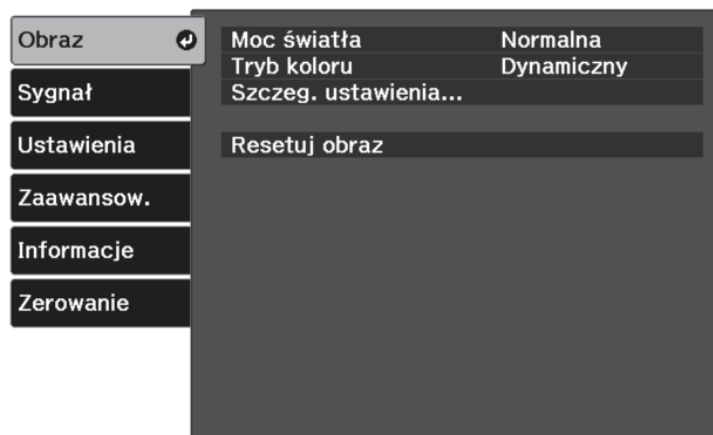 Obraz
Sygnał
Ustawienia
Zaawansow.
Informacje
Zerowanie
Moc światła Normalna
Tryb koloru Dynamiczny
Szczeg. ustawienia...
Resetuj obraz